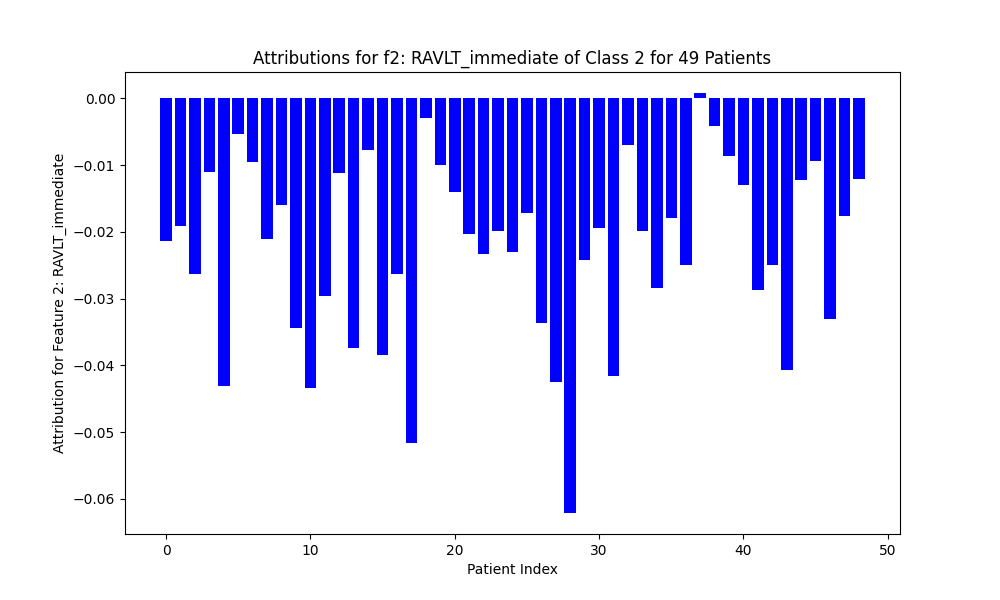 Attributions for f2: RAVLT_immediate of Class 2 for 49 Patients
Attribution for Feature 2: RAVLT_immediate
0.00
−0.01
−0.02
−0.03
−0.04
−0.05
−0.06
0 10 20 30 40 50
Patient Index